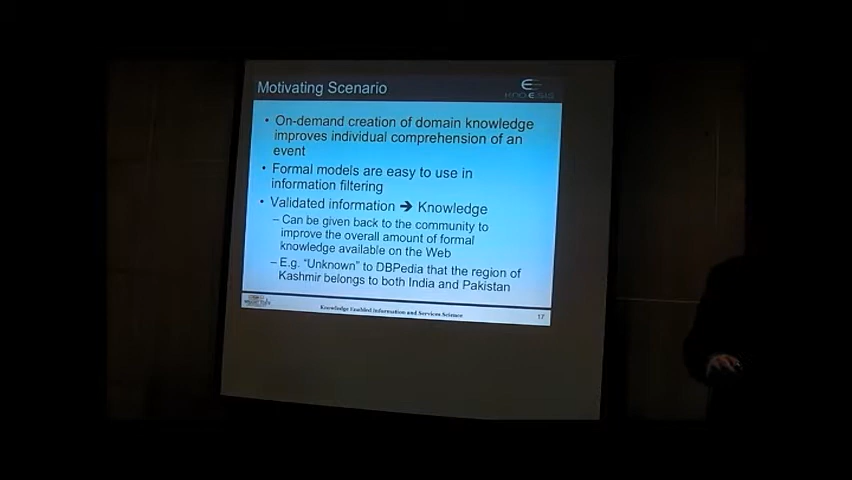 Motivating Scenario
KNO.E.SIS
• On-demand creation of domain knowledge
improves individual comprehension of an
event
• Formal models are easy to use in
information filtering
• Validated information ➔ Knowledge
– Can be given back to the community to
improve the overall amount of formal
knowledge available on the Web
– E.g. “Unknown” to DBPedia that the region of
Kashmir belongs to both India and Pakistan
Knowledge Enabled Information and Services Science
17